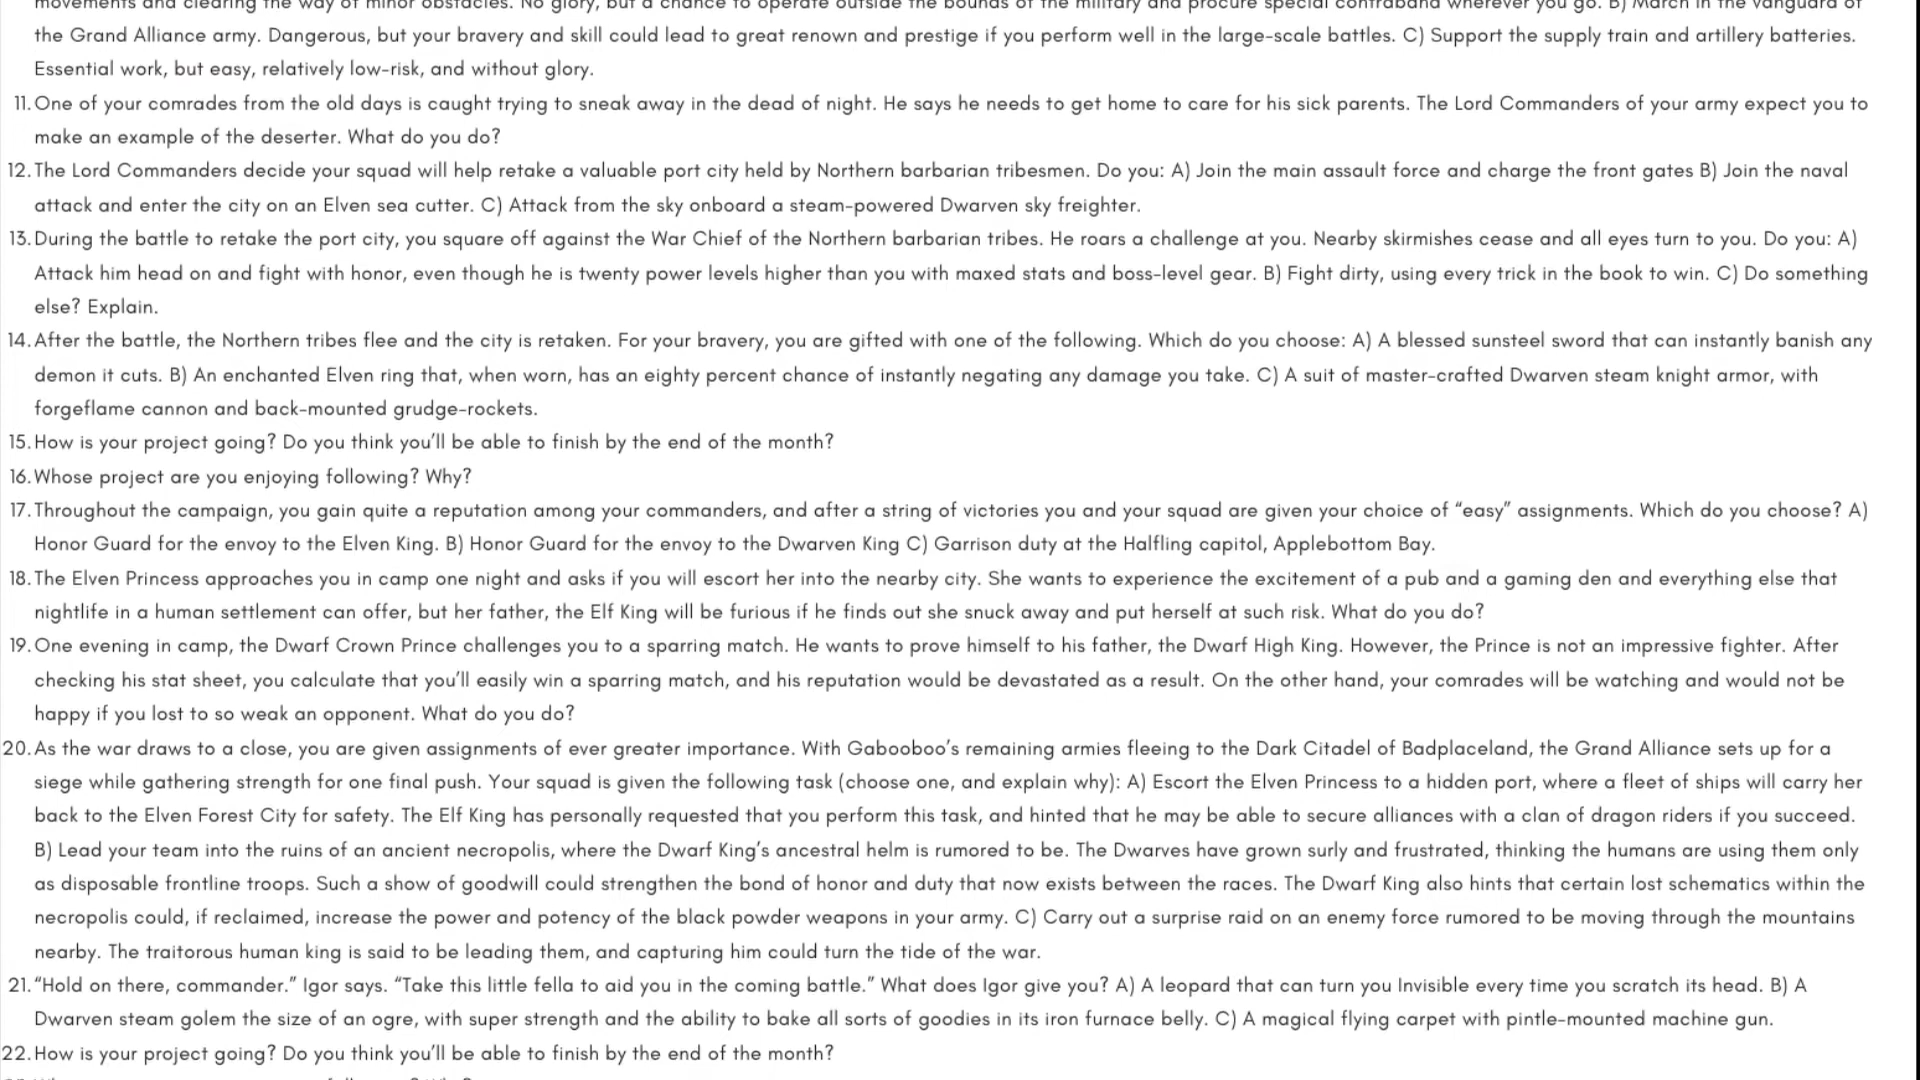 movements and clearing the way of minor obstacles. No glory, but a chance to operate outside the bounds of the military and procure special contraband wherever you go. B) March in the vanguard of
the Grand Alliance army. Dangerous, but your bravery and skill could lead to great renown and prestige if you perform well in the large-scale battles. C) Support the supply train and artillery batteries.
Essential work, but easy, relatively low-risk, and without glory.
11. One of your comrades from the old days is caught trying to sneak away in the dead of night. He says he needs to get home to care for his sick parents. The Lord Commanders of your army expect you to
make an example of the deserter. What do you do?
12. The Lord Commanders decide your squad will help retake a valuable port city held by Northern barbarian tribesmen. Do you: A) Join the main assault force and charge the front gates B) Join the naval
attack and enter the city on an Elven sea cutter. C) Attack from the sky onboard a steam-powered Dwarven sky freighter.
13. During the battle to retake the port city, you square off against the War Chief of the Northern barbarian tribes. He roars a challenge at you. Nearby skirmishes cease and all eyes turn to you. Do you: A)
Attack him head on and fight with honor, even though he is twenty power levels higher than you with maxed stats and boss-level gear. B) Fight dirty, using every trick in the book to win. C) Do something
else? Explain.
14. After the battle, the Northern tribes flee and the city is retaken. For your bravery, you are gifted with one of the following. Which do you choose: A) A blessed sunsteel sword that can instantly banish any
demon it cuts. B) An enchanted Elven ring that, when worn, has an eighty percent chance of instantly negating any damage you take. C) A suit of master-crafted Dwarven steam knight armor, with
forgeflame cannon and back-mounted grudge-rockets.
15. How is your project going? Do you think you'll be able to finish by the end of the month?
16. Whose project are you enjoying following? Why?
17. Throughout the campaign, you gain quite a reputation among your commanders, and after a string of victories you and your squad are given your choice of "easy" assignments. Which do you choose? A)
Honor Guard for the envoy to the Elven King. B) Honor Guard for the envoy to the Dwarven King C) Garrison duty at the Halfling capitol, Applebottom Bay.
18. The Elven Princess approaches you in camp one night and asks if you will escort her into the nearby city. She wants to experience the excitement of a pub and a gaming den and everything else that
nightlife in a human settlement can offer, but her father, the Elf King will be furious if he finds out she snuck away and put herself at such risk. What do you do?
19. One evening in camp, the Dwarf Crown Prince challenges you to a sparring match. He wants to prove himself to his father, the Dwarf High King. However, the Prince is not an impressive fighter. After
checking his stat sheet, you calculate that you'll easily win a sparring match, and his reputation would be devastated as a result. On the other hand, your comrades will be watching and would not be
happy if you lost to so weak an opponent. What do you do?
20. As the war draws to a close, you are given assignments of ever greater importance. With Gabooboo's remaining armies fleeing to the Dark Citadel of Badplaceland, the Grand Alliance sets up for a
siege while gathering strength for one final push. Your squad is given the following task (choose one, and explain why): A) Escort the Elven Princess to a hidden port, where a fleet of ships will carry her
back to the Elven Forest City for safety. The Elf King has personally requested that you perform this task, and hinted that he may be able to secure alliances with a clan of dragon riders if you succeed.
B) Lead your team into the ruins of an ancient necropolis, where the Dwarf King's ancestral helm is rumored to be. The Dwarves have grown surly and frustrated, thinking the humans are using them only
as disposable frontline troops. Such a show of goodwill could strengthen the bond of honor and duty that now exists between the races. The Dwarf King also hints that certain lost schematics within the
necropolis could, if reclaimed, increase the power and potency of the black powder weapons in your army. C) Carry out a surprise raid on an enemy force rumored to be moving through the mountains
nearby. The traitorous human king is said to be leading them, and capturing him could turn the tide of the war.
21. "Hold on there, commander." Igor says. "Take this little fella to aid you in the coming battle." What does Igor give you? A) A leopard that can turn you Invisible every time you scratch its head. B) A
Dwarven steam golem the size of an ogre, with super strength and the ability to bake all sorts of goodies in its iron furnace belly. C) A magical flying carpet with pintle-mounted machine gun.
22. How is your project going? Do you think you'll be able to finish by the end of the month?